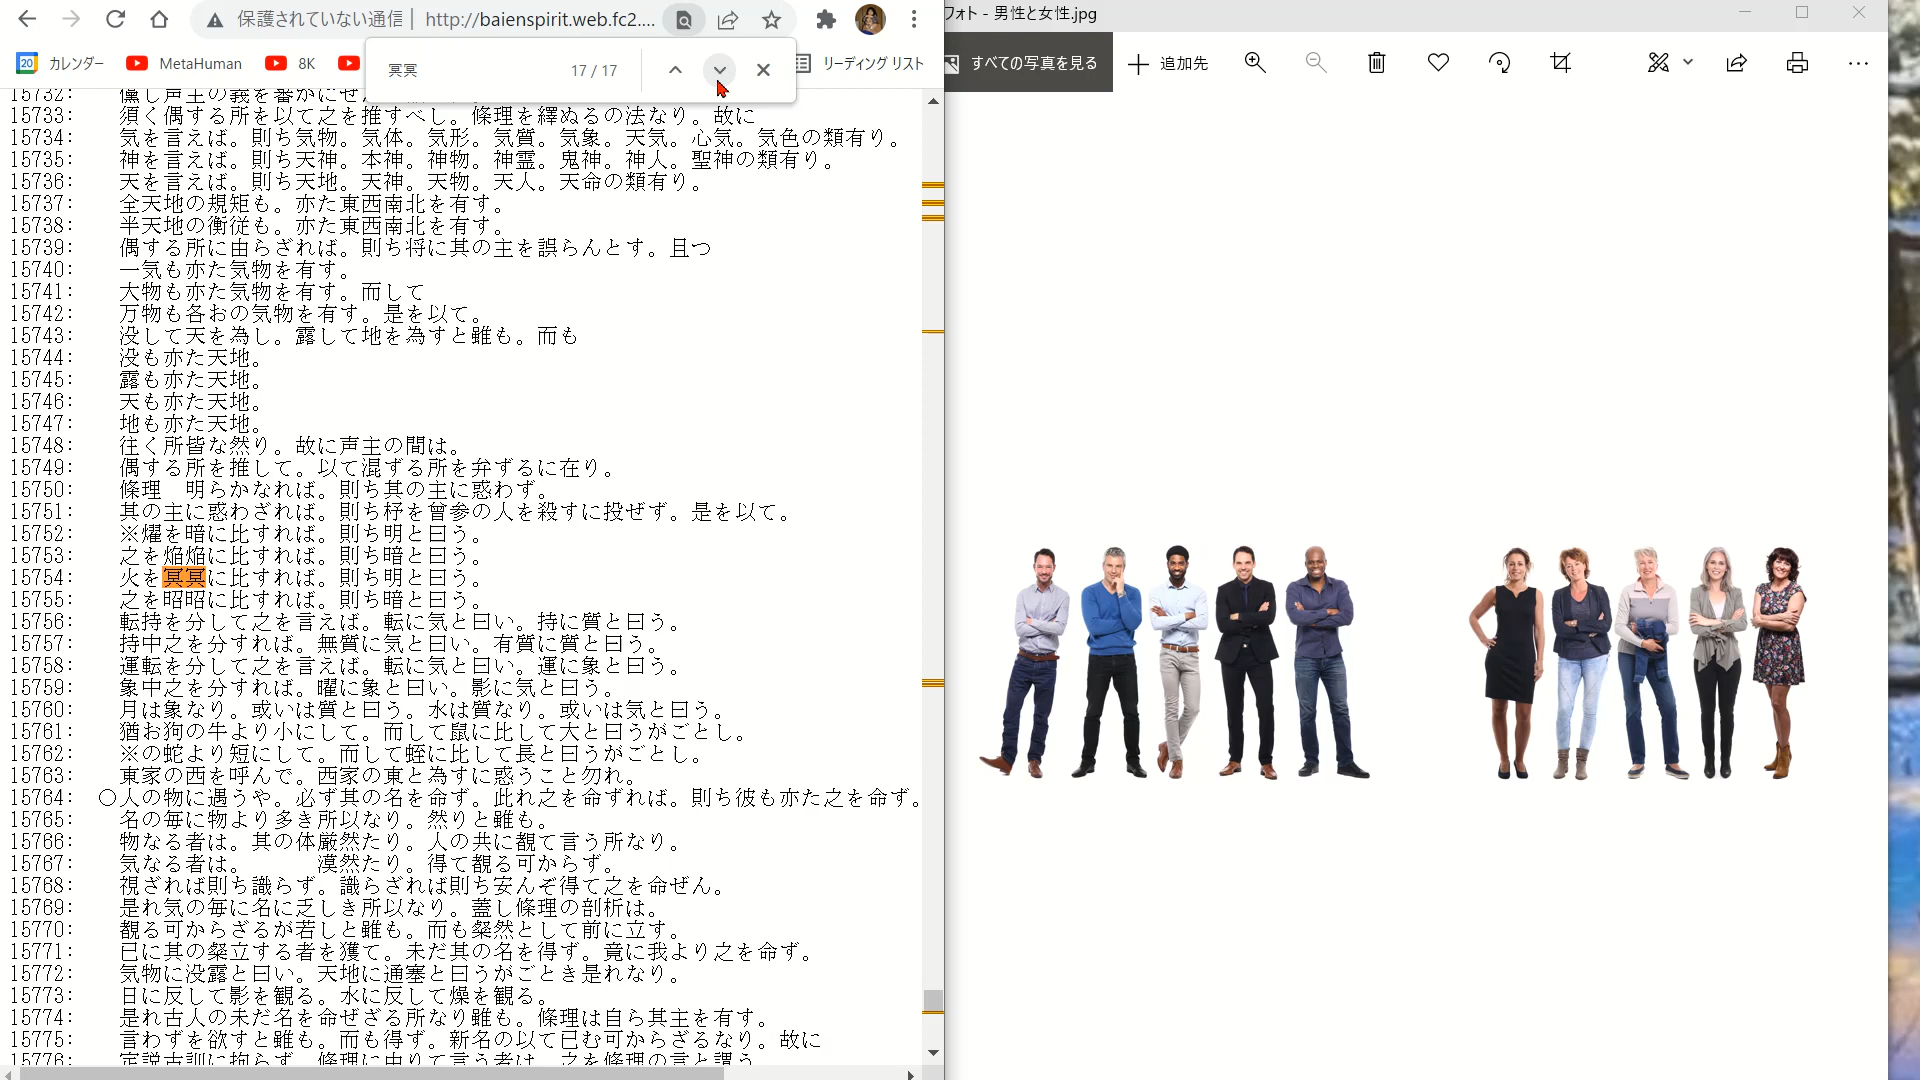 保護されていない通信 | http://baienspirit.web.fc2....
カレンダー MetaHuman 8K リーディング リスト
冥冥 17 / 17
15733: 須く偶する所を以て之を推すべし。條理を繹ぬるの法なり。故に
15734: 気を言えば。則ち気物。気体。気形。気質。気象。天気。心気。気色の類有り。
15735: 神を言えば。則ち天神。本神。神物。神霊。鬼神。神人。聖神の類有り。
15736: 天を言えば。則ち天地。天神。天物。天人。天命の類有り。
15737: 全天地の規矩も。亦た東西南北を有す。
15738: 半天地の衡従も。亦た東西南北を有す。
15739: 偶する所に由らざれば。則ち将に其の主を誤らんとす。且つ
15740: 一気も亦た気物を有す。
15741: 大物も亦た気物を有す。而して
15742: 万物も各おの気物を有す。是を以て。
15743: 没して天を為し。露して地を為すと雖も。而も
15744: 没も亦た天地。
15745: 露も亦た天地。
15746: 天も亦た天地。
15747: 地も亦た天地。
15748: 往く所皆な然り。故に声主の間は。
15749: 偶する所を推して。以て混ずる所を弁ずるに在り。
15750: 條理 明らかなれば。則ち其の主に惑わず。
15751: 其の主に惑わざれば。則ち杼を曾参の人を殺すに投ぜず。是を以て。
15752: ※燿を暗に比すれば。則ち明と曰う。
15753: 之を焔焔に比すれば。則ち暗と曰う。
15754: 火を冥冥に比すれば。則ち明と曰う。
15755: 之を昭昭に比すれば。則ち暗と曰う。
15756: 転持を分して之を言えば。転に気と曰い。持に質と曰う。
15757: 持中之を分すれば。無質に気と曰い。有質に質と曰う。
15758: 運転を分して之を言えば。転に気と曰い。運に象と曰う。
15759: 象中之を分すれば。曜に象と曰い。影に気と曰う。
15760: 月は象なり。或いは質と曰う。水は質なり。或いは気と曰う。
15761: 猶お狗の牛より小にして。而して鼠に比して大と曰うがごとし。
15762: ※の蛇より短にして。而して蛭に比して長と曰うがごとし。
15763: 東家の西を呼んで。西家の東と為すに惑うこと勿れ。
15764: ○人の物に遇うや。必ず其の名を命ず。此れ之を命ずれば。則ち彼も亦た之を命ず。
15765: 名の毎に物より多き所以なり。然りと雖も。
15766: 物なる者は。其の体厳然たり。人の共に観て言う所なり。
15767: 気なる者は。 漠然たり。得て観る可からず。
15768: 視ざれば則ち識らず。識らざれば則ち安んぞ得て之を命ぜん。
15769: 是れ気の毎に名に乏しき所以なり。蓋し條理の剖析は。
15770: 観る可からざるが若しと雖も。而も粲然として前に立す。
15771: 已に其の粲立する者を獲て。未だ其の名を得ず。竟に我より之を命ず。
15772: 気物に没露と曰い。天地に通塞と曰うがごとき是れなり。
15773: 日に反して影を観る。水に反して燥を観る。
15774: 是れ古人の未だ名を命ぜざる所なり雖も。條理は自ら其主を有す。
15775: 言わずを欲すと雖も。而も得ず。新名の以て已む可からざるなり。故に
15776: 定説古訓に拘らず。條理に由りて言う者は。之を條理の言と謂う
フォト - 男性と女性.jpg
すべての写真を見る 追加先